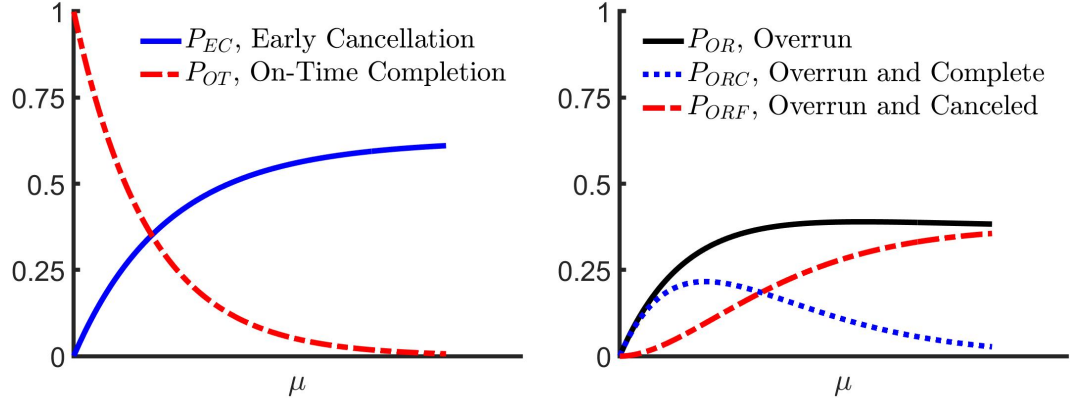 1
0.75
0.5
0.25
0
P_{EC}, Early Cancellation
P_{OT}, On-Time Completion
μ
1
0.75
0.5
0.25
0
P_{OR}, Overrun
P_{ORC}, Overrun and Complete
P_{ORF}, Overrun and Canceled
μ